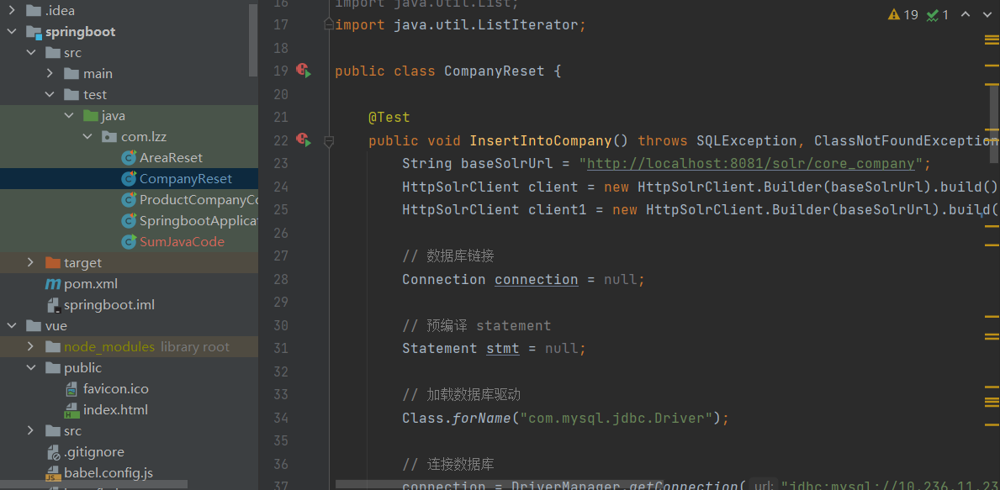 .idea
springboot
src
main
test
java
com.lzz
AreaReset
CompanyReset
ProductCompanyCo
SpringbootApplicat
SumJavaCode
target
pom.xml
springboot.iml
vue
node_modules library root
public
favicon.ico
index.html
src
.gitignore
babel.config.js
19 1
16 import java.util.List;
17 import java.util.ListIterator;
18
19 public class CompanyReset {
20
21 @Test
22 public void InsertIntoCompany() throws SQLException, ClassNotFoundException
23 String baseSolrUrl = "http://localhost:8081/solr/core_company";
24 HttpSolrClient client = new HttpSolrClient.Builder(baseSolrUrl).build()
25 HttpSolrClient client1 = new HttpSolrClient.Builder(baseSolrUrl).build(
26
27 // 数据库链接
28 Connection connection = null;
29
30 // 预编译 statement
31 Statement stmt = null;
32
33 // 加载数据库驱动
34 Class.forName("com.mysql.jdbc.Driver");
35
36 // 连接数据库
37 connection = DriverManager.getConnection( url: "jdbc:mysql://10.236.11.23